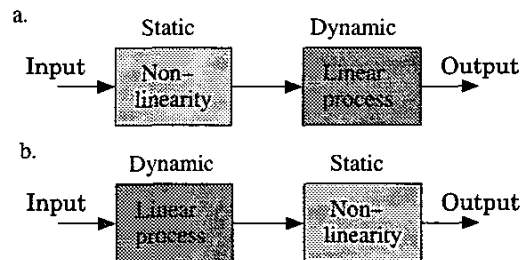 a.
Static Dynamic
Input Non- Linear Output
linearity process
b.
Dynamic Static
Input Linear Non- Output
process linearity